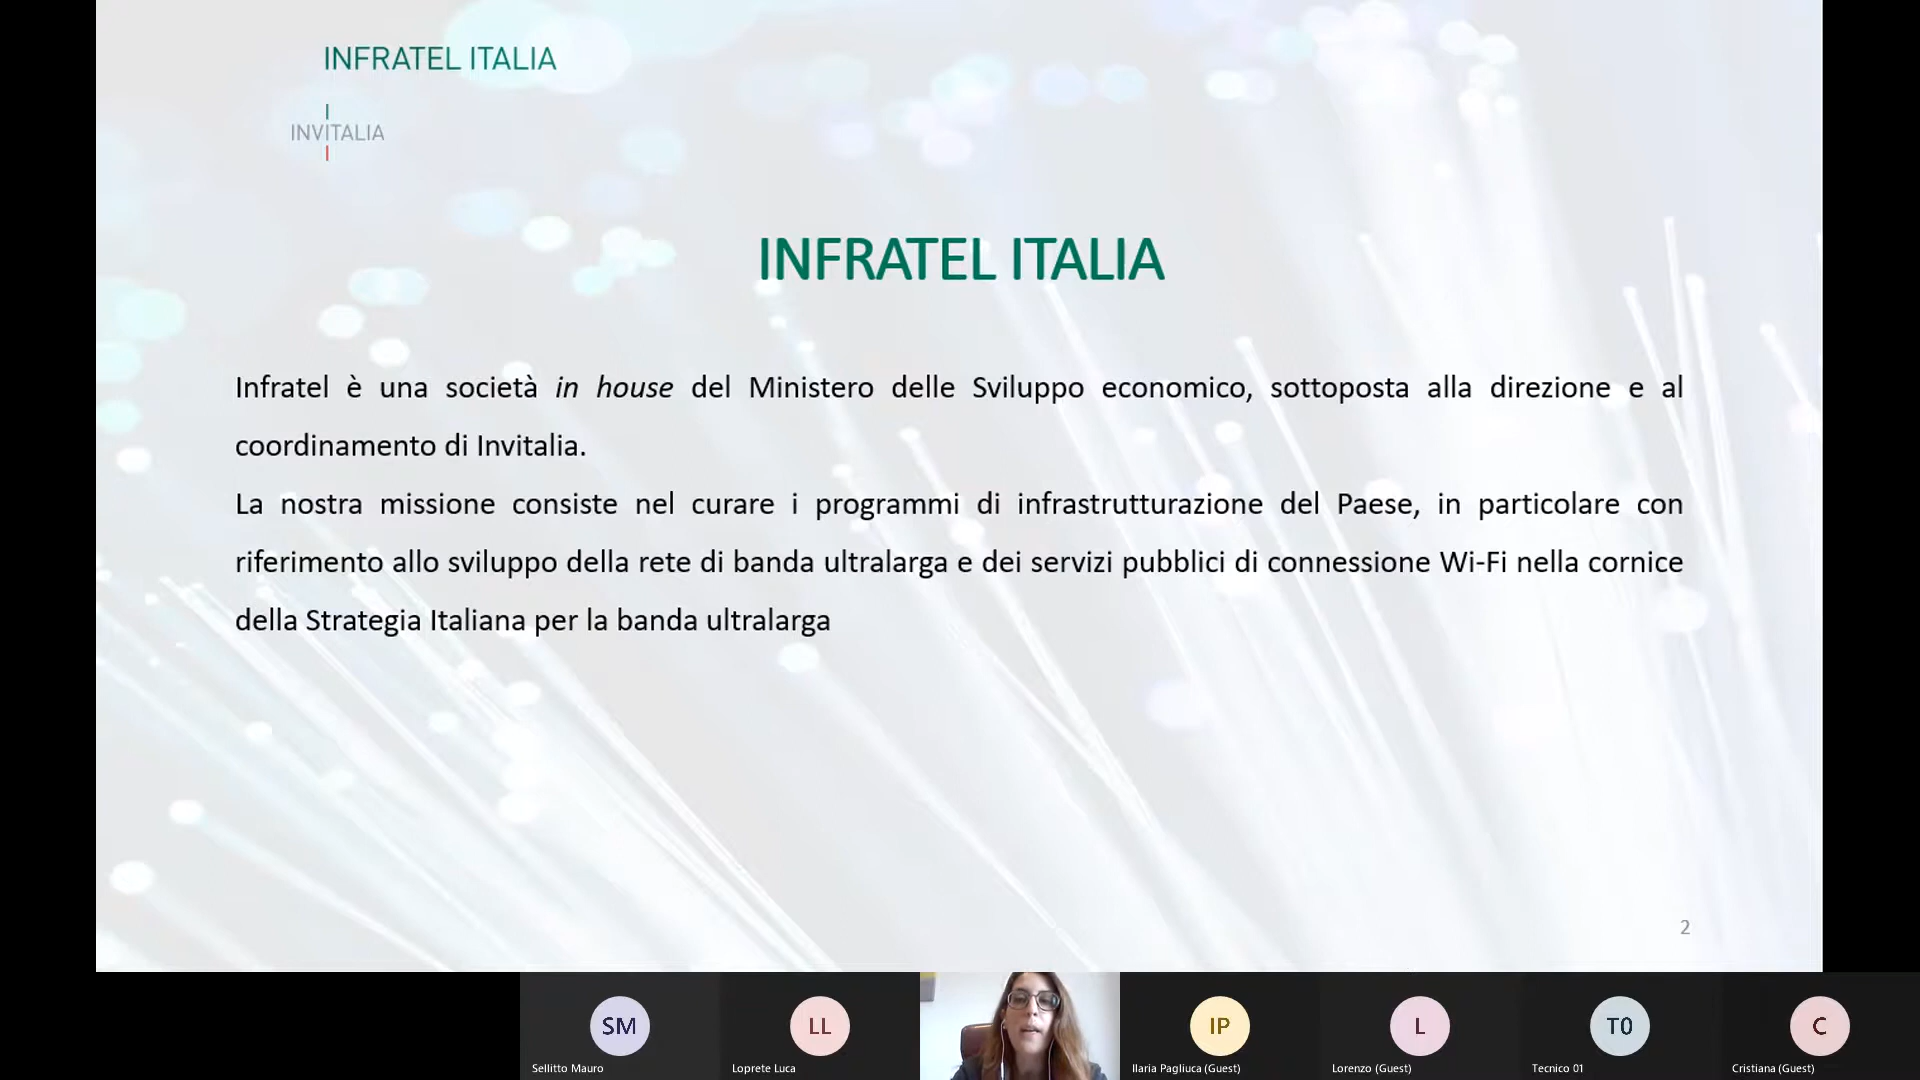 INFRATEL ITALIA
INVITALIA
INFRATEL ITALIA
Infratel è una società in house del Ministero delle Sviluppo economico, sottoposta alla direzione e al
coordinamento di Invitalia.
La nostra missione consiste nel curare i programmi di infrastrutturazione del Paese, in particolare con
riferimento allo sviluppo della rete di banda ultralarga e dei servizi pubblici di connessione Wi-Fi nella cornice
della Strategia Italiana per la banda ultralarga
2
SM
LL
IP
L
T0
C
Sellitto Mauro
Loprete Luca
Ilaria Pagliuca (Guest)
Lorenzo (Guest)
Tecnico 01
Cristiana (Guest)